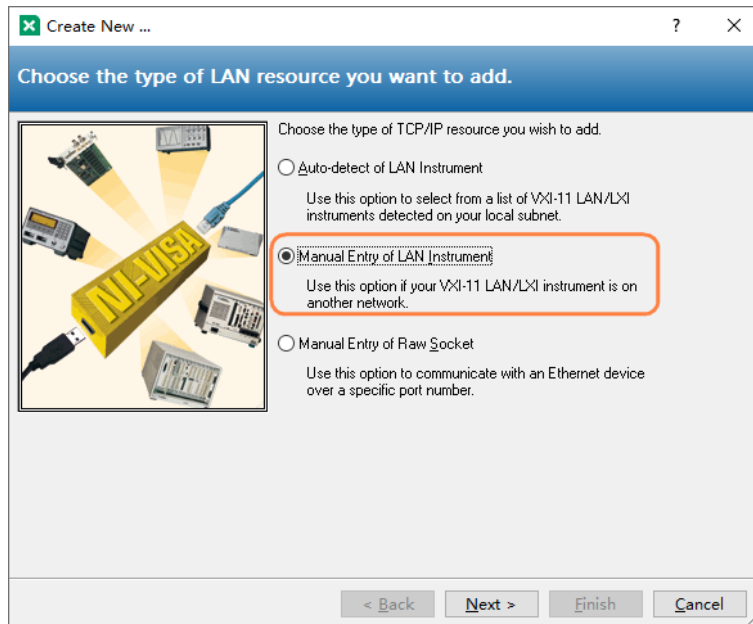 Create New ...
Choose the type of LAN resource you want to add.
Choose the type of TCP/IP resource you wish to add.
Auto-detect of LAN Instrument
Use this option to select from a list of VXI-11 LAN/LXI
instruments detected on your local subnet.
NI-VISA
Manual Entry of LAN Instrument
Use this option if your VXI-11 LAN/LXI instrument is on
another network.
Manual Entry of Raw Socket
Use this option to communicate with an Ethernet device
over a specific port number.
< Back Next > Finish Cancel